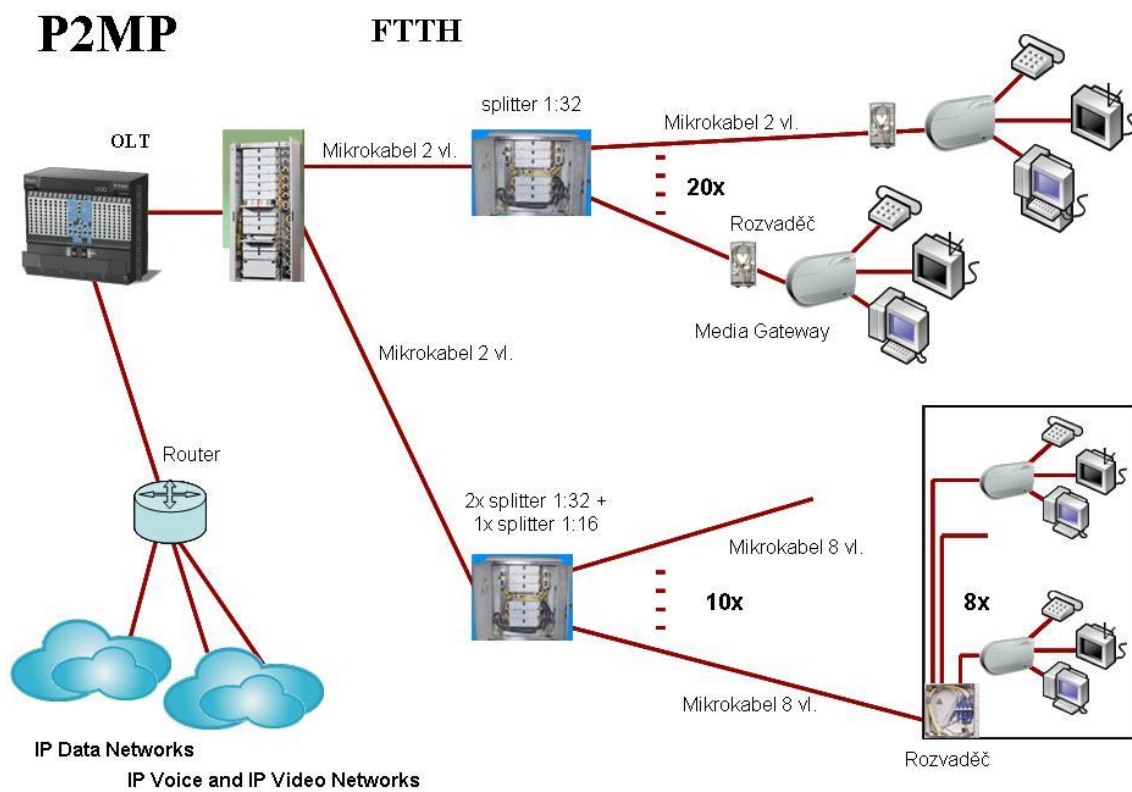 P2MP
FTTH
splitter 1:32
OLT
Mikrokabel 2 vl.
Mikrokabel 2 vl.
20x
Rozvaděč
Media Gateway
Mikrokabel 2 vl.
Router
2x splitter 1:32 +
1x splitter 1:16
Mikrokabel 8 vl.
10x
8x
Mikrokabel 8 vl.
Rozvaděč
IP Data Networks
IP Voice and IP Video Networks